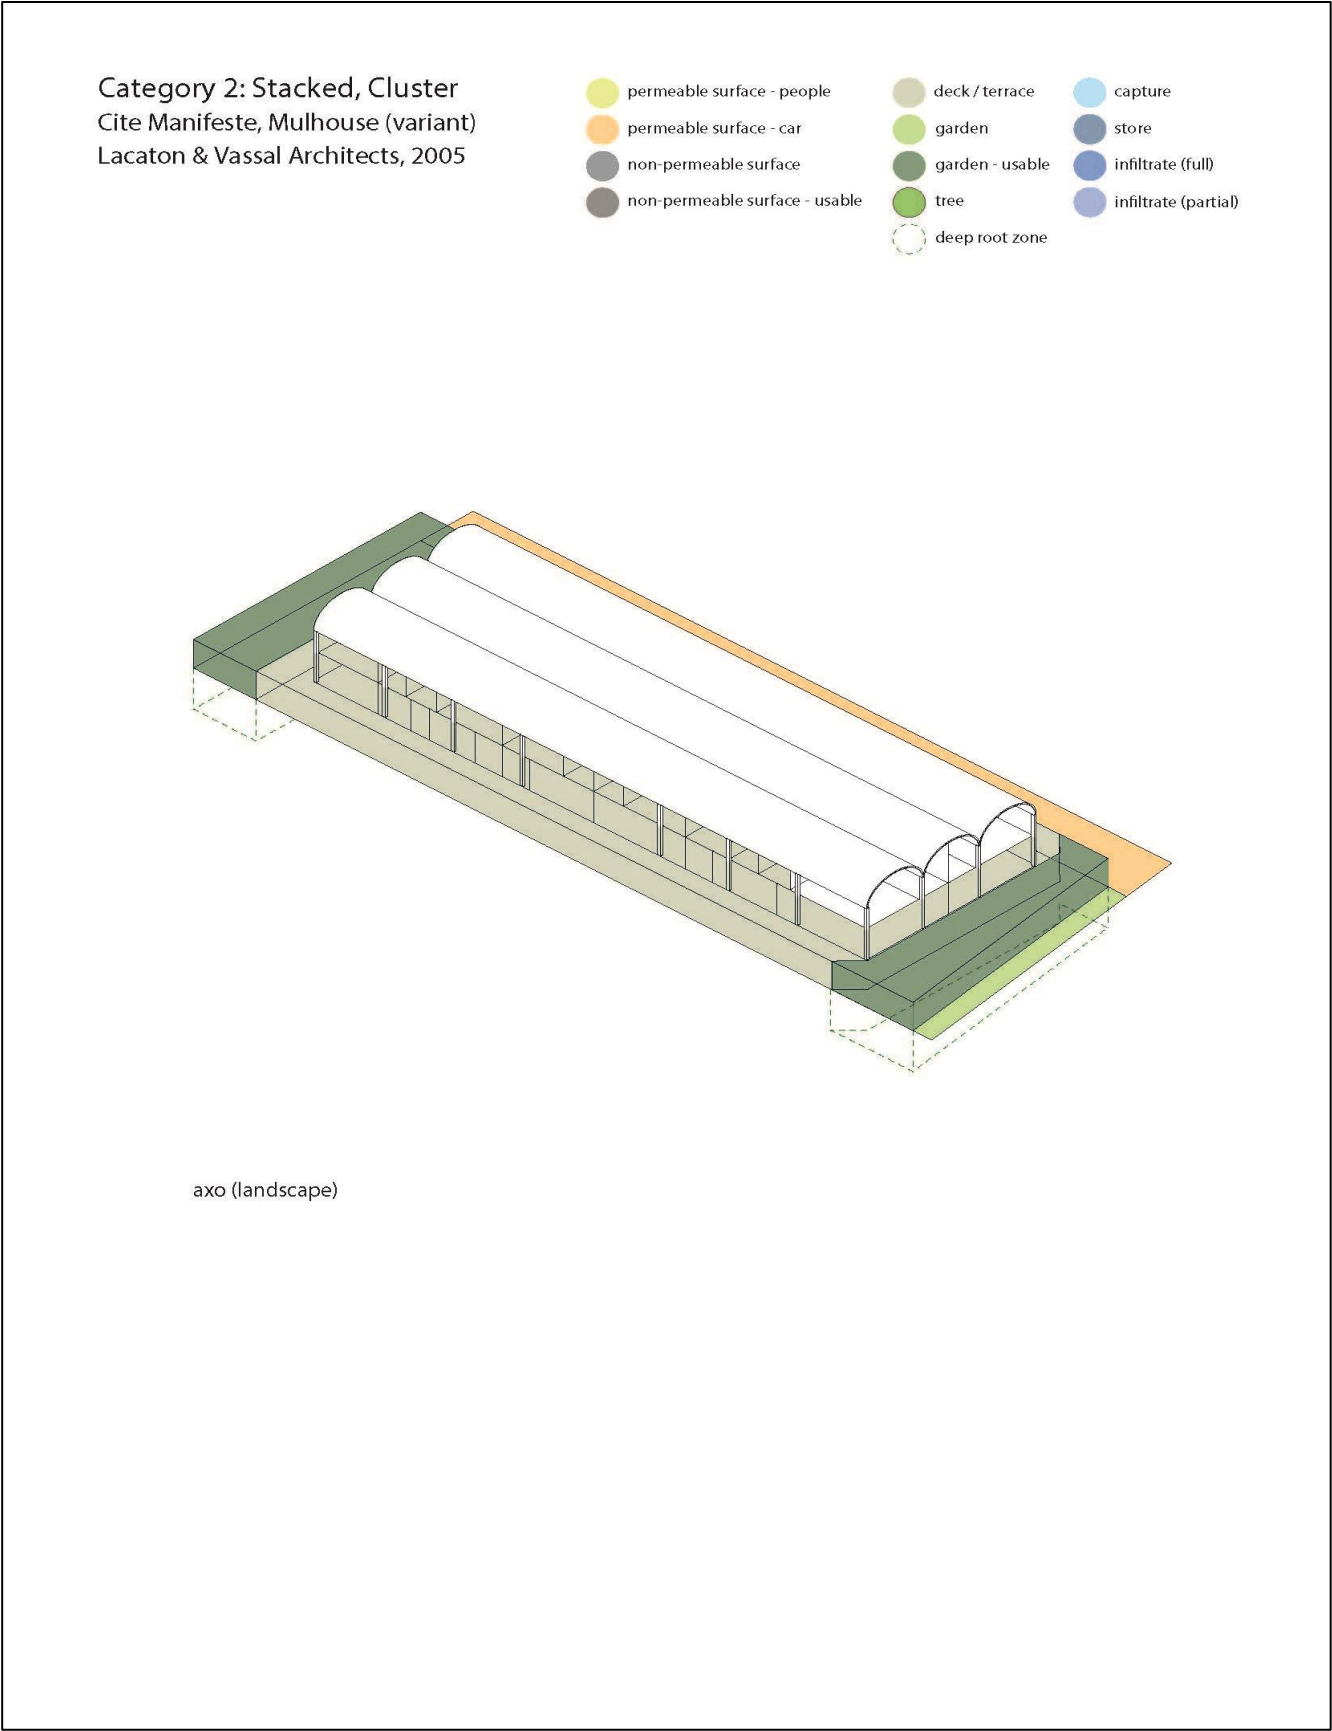 Category 2: Stacked, Cluster
Cite Manifeste, Mulhouse (variant)
Lacaton & Vassal Architects, 2005
permeable surface - people
permeable surface - car
non-permeable surface
non-permeable surface - usable
deck / terrace
garden
garden - usable
tree
deep root zone
capture
store
infiltrate (full)
infiltrate (partial)
axo (landscape)